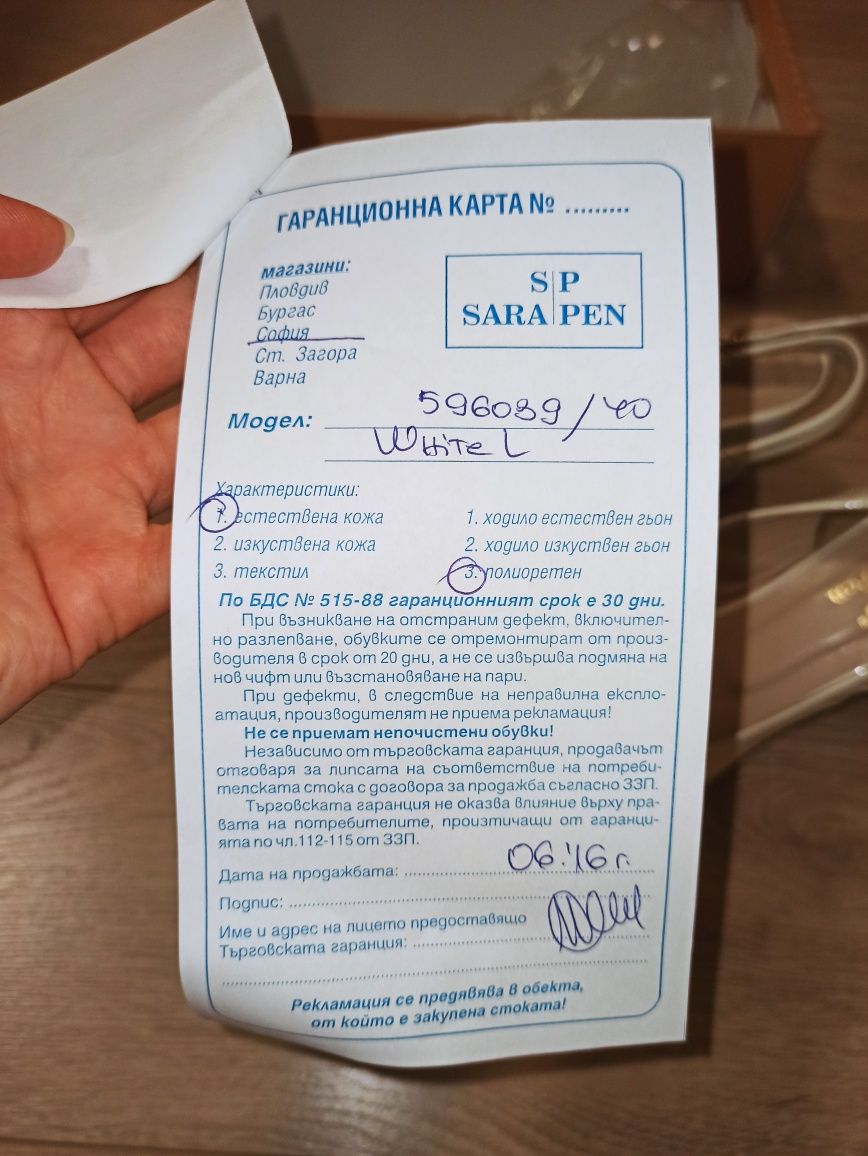 ГАРАНЦИОННА КАРТА № .........
магазини:
Пловдив
Бургас
София
Ст. Загора
Варна
S|P
SARA|PEN
Модел: 596039/40
White L
Характеристики:
1. естествена кожа
2. изкуствена кожа
3. текстил
1. ходило естествен гьон
2. ходило изкуствен гьон
3. полиоретен
По БДС № 515-88 гаранционният срок е 30 дни.
При възникване на отстраним дефект, включител-
но разлепване, обувките се отремонтират от произ-
водителя в срок от 20 дни, а не се извършва подмяна на
нов чифт или възстановяване на пари.
При дефекти, в следствие на неправилна експло-
атация, производителят не приема рекламация!
Не се приемат непочистени обувки!
Независимо от търговската гаранция, продавачът
отговаря за липсата на съответствие на потреби-
телската стока с договора за продажба съгласно ЗЗП.
Търговската гаранция не оказва влияние върху пра-
вата на потребителите, произтичащи от гаранци-
ята по чл.112-115 от ЗЗП.
Дата на продажбата: 06.'16 г.
Подпис:
Име и адрес на лицето предоставящо
Търговската гаранция:
Рекламация се предявява в обекта,
от който е закупена стоката!